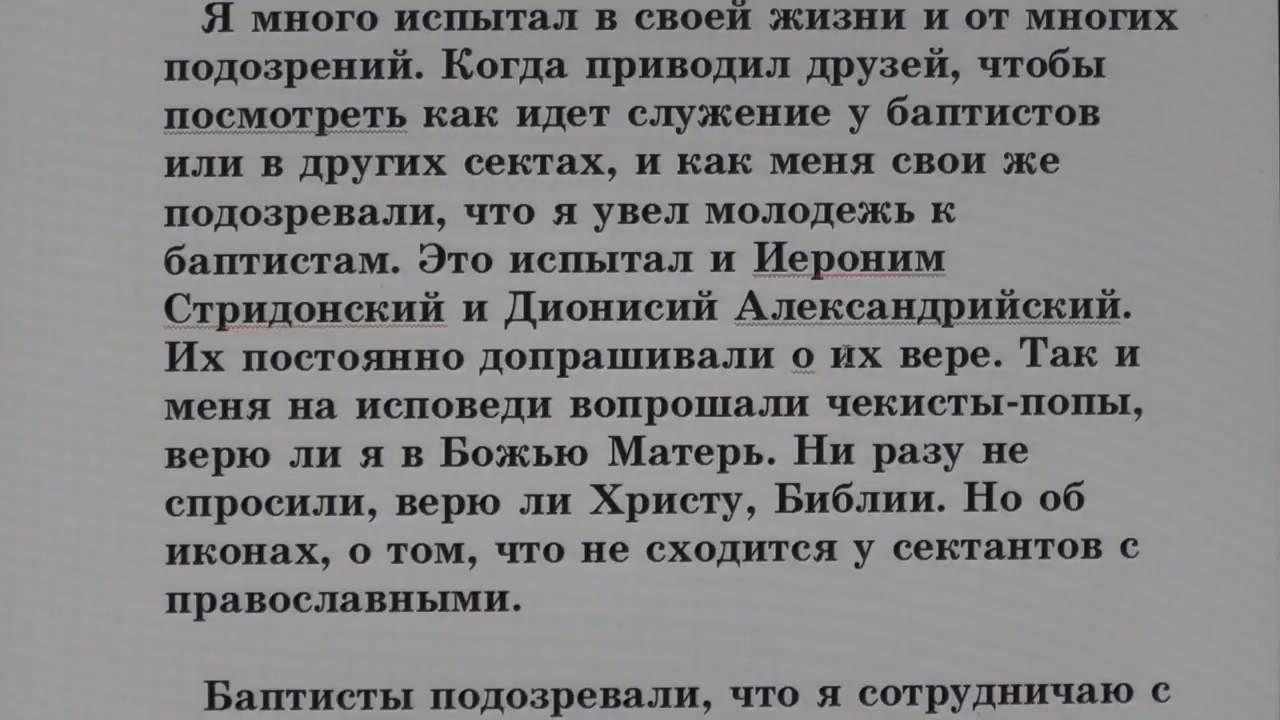 Я много испытал в своей жизни и от многих
подозрений. Когда приводил друзей, чтобы
посмотреть как идет служение у баптистов
или в других сектах, и как меня свои же
подозревали, что я увел молодежь к
баптистам. Это испытал и Иероним
Стридонский и Дионисий Александрийский.
Их постоянно допрашивали о их вере. Так и
меня на исповеди вопрошали чекисты-попы,
верю ли я в Божью Матерь. Ни разу не
спросили, верю ли Христу, Библии. Но об
иконах, о том, что не сходится у сектантов с
православными.
Баптисты подозревали, что я сотрудничаю с